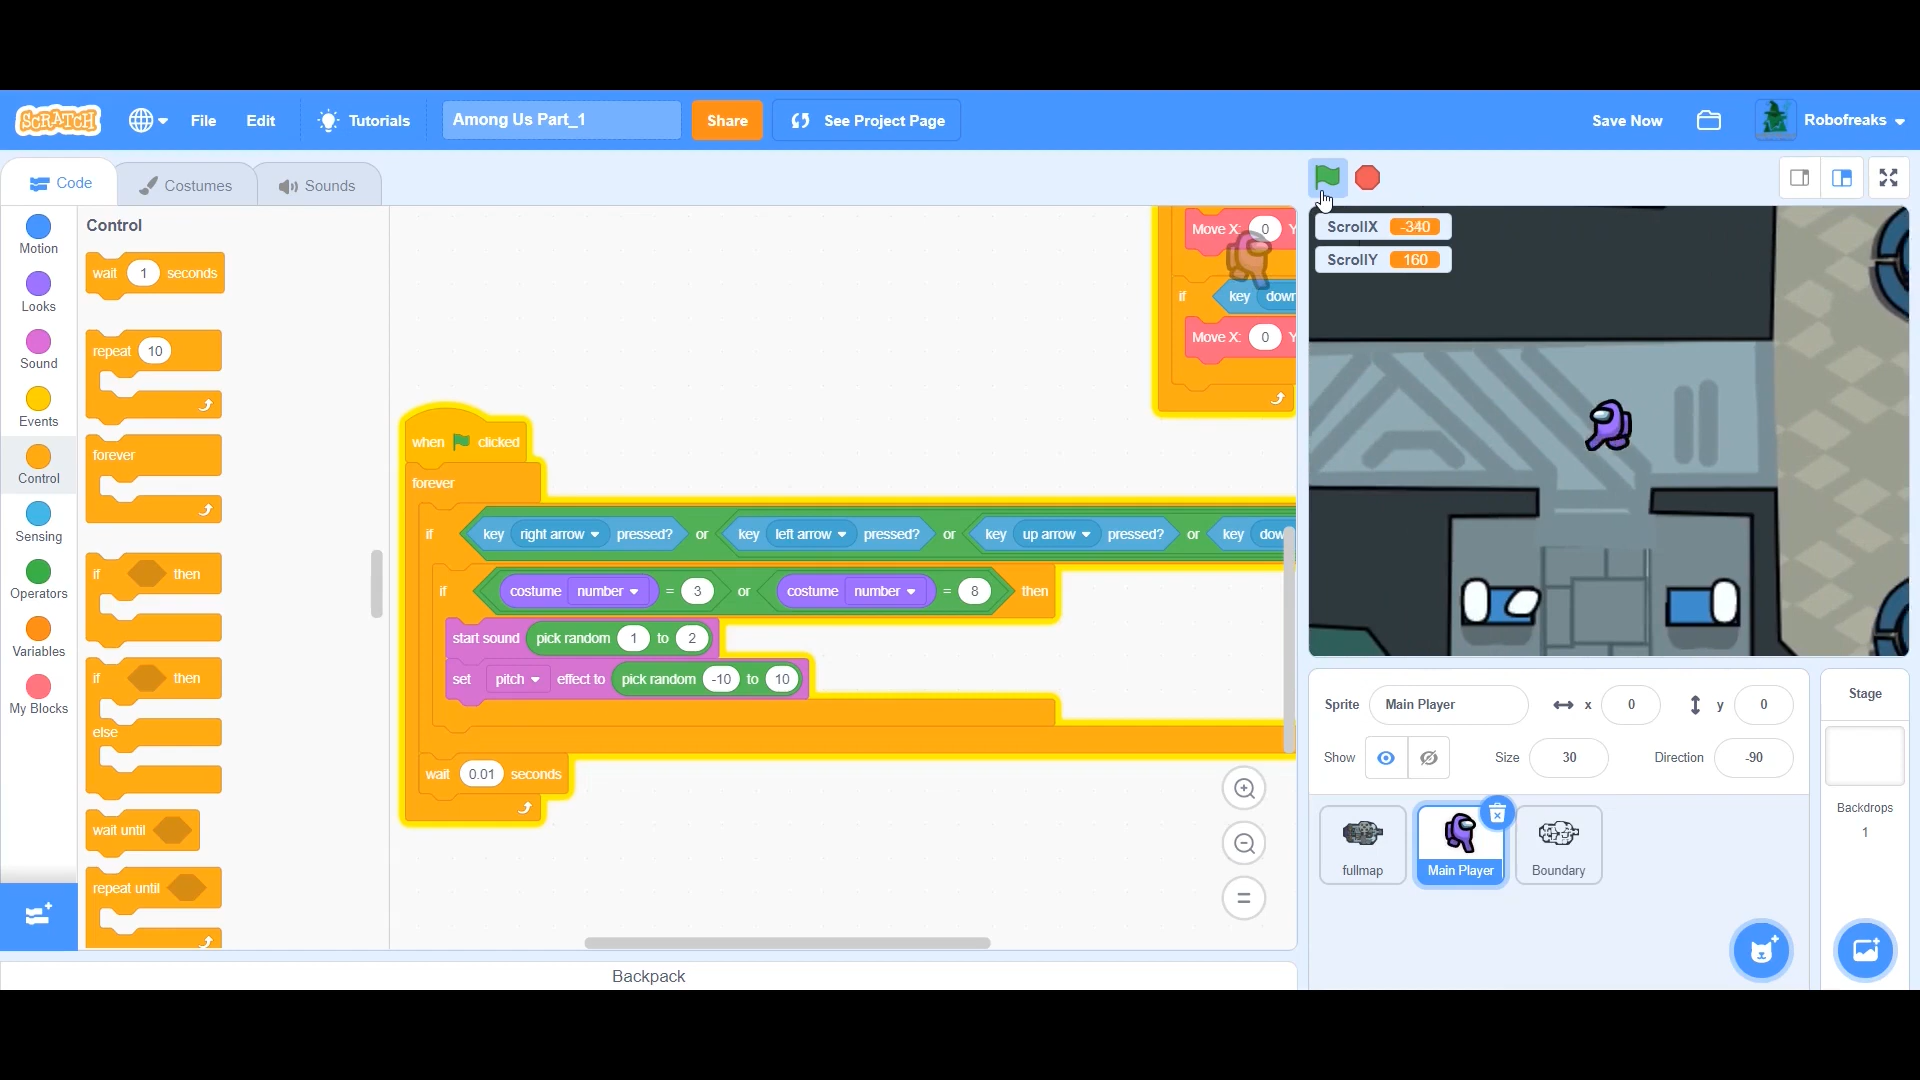 SCRATCH File Edit Tutorials Among Us Part_1 Share See Project Page Save Now Robofreaks
Code Costumes Sounds
Motion
Looks
Sound
Events
Control
Sensing
Operators
Variables
My Blocks
Control
wait 1 seconds
repeat 10
forever
if then
if then
else
wait until
repeat until
Move X: 0 Y
if key
Move X: 0 Y
when clicked
forever
if key right arrow pressed? or key left arrow pressed? or key up arrow pressed? or key
if costume number = 3 or costume number = 8 then
start sound pick random 1 to 2
set pitch effect to pick random -10 to 10
wait 0.01 seconds
Backpack
ScrollX -340
ScrollY 160
Sprite Main Player x 0 y 0
Show Size 30 Direction -90
fullmap Main Player Boundary
Stage
Backdrops
1